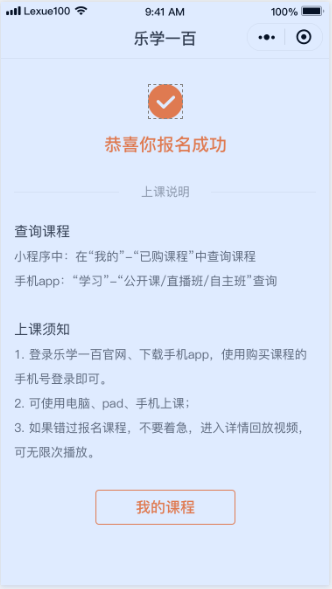 Lexue100 9:41 AM 100%
乐学一百
恭喜你报名成功
上课说明
查询课程
小程序中：在“我的”-“已购课程”中查询课程
手机app：“学习”-“公开课/直播班/自主班”查询
上课须知
1. 登录乐学一百官网、下载手机app，使用购买课程的
手机号登录即可。
2. 可使用电脑、pad、手机上课；
3. 如果错过报名课程，不要着急，进入详情回放视频，
可无限次播放。
我的课程